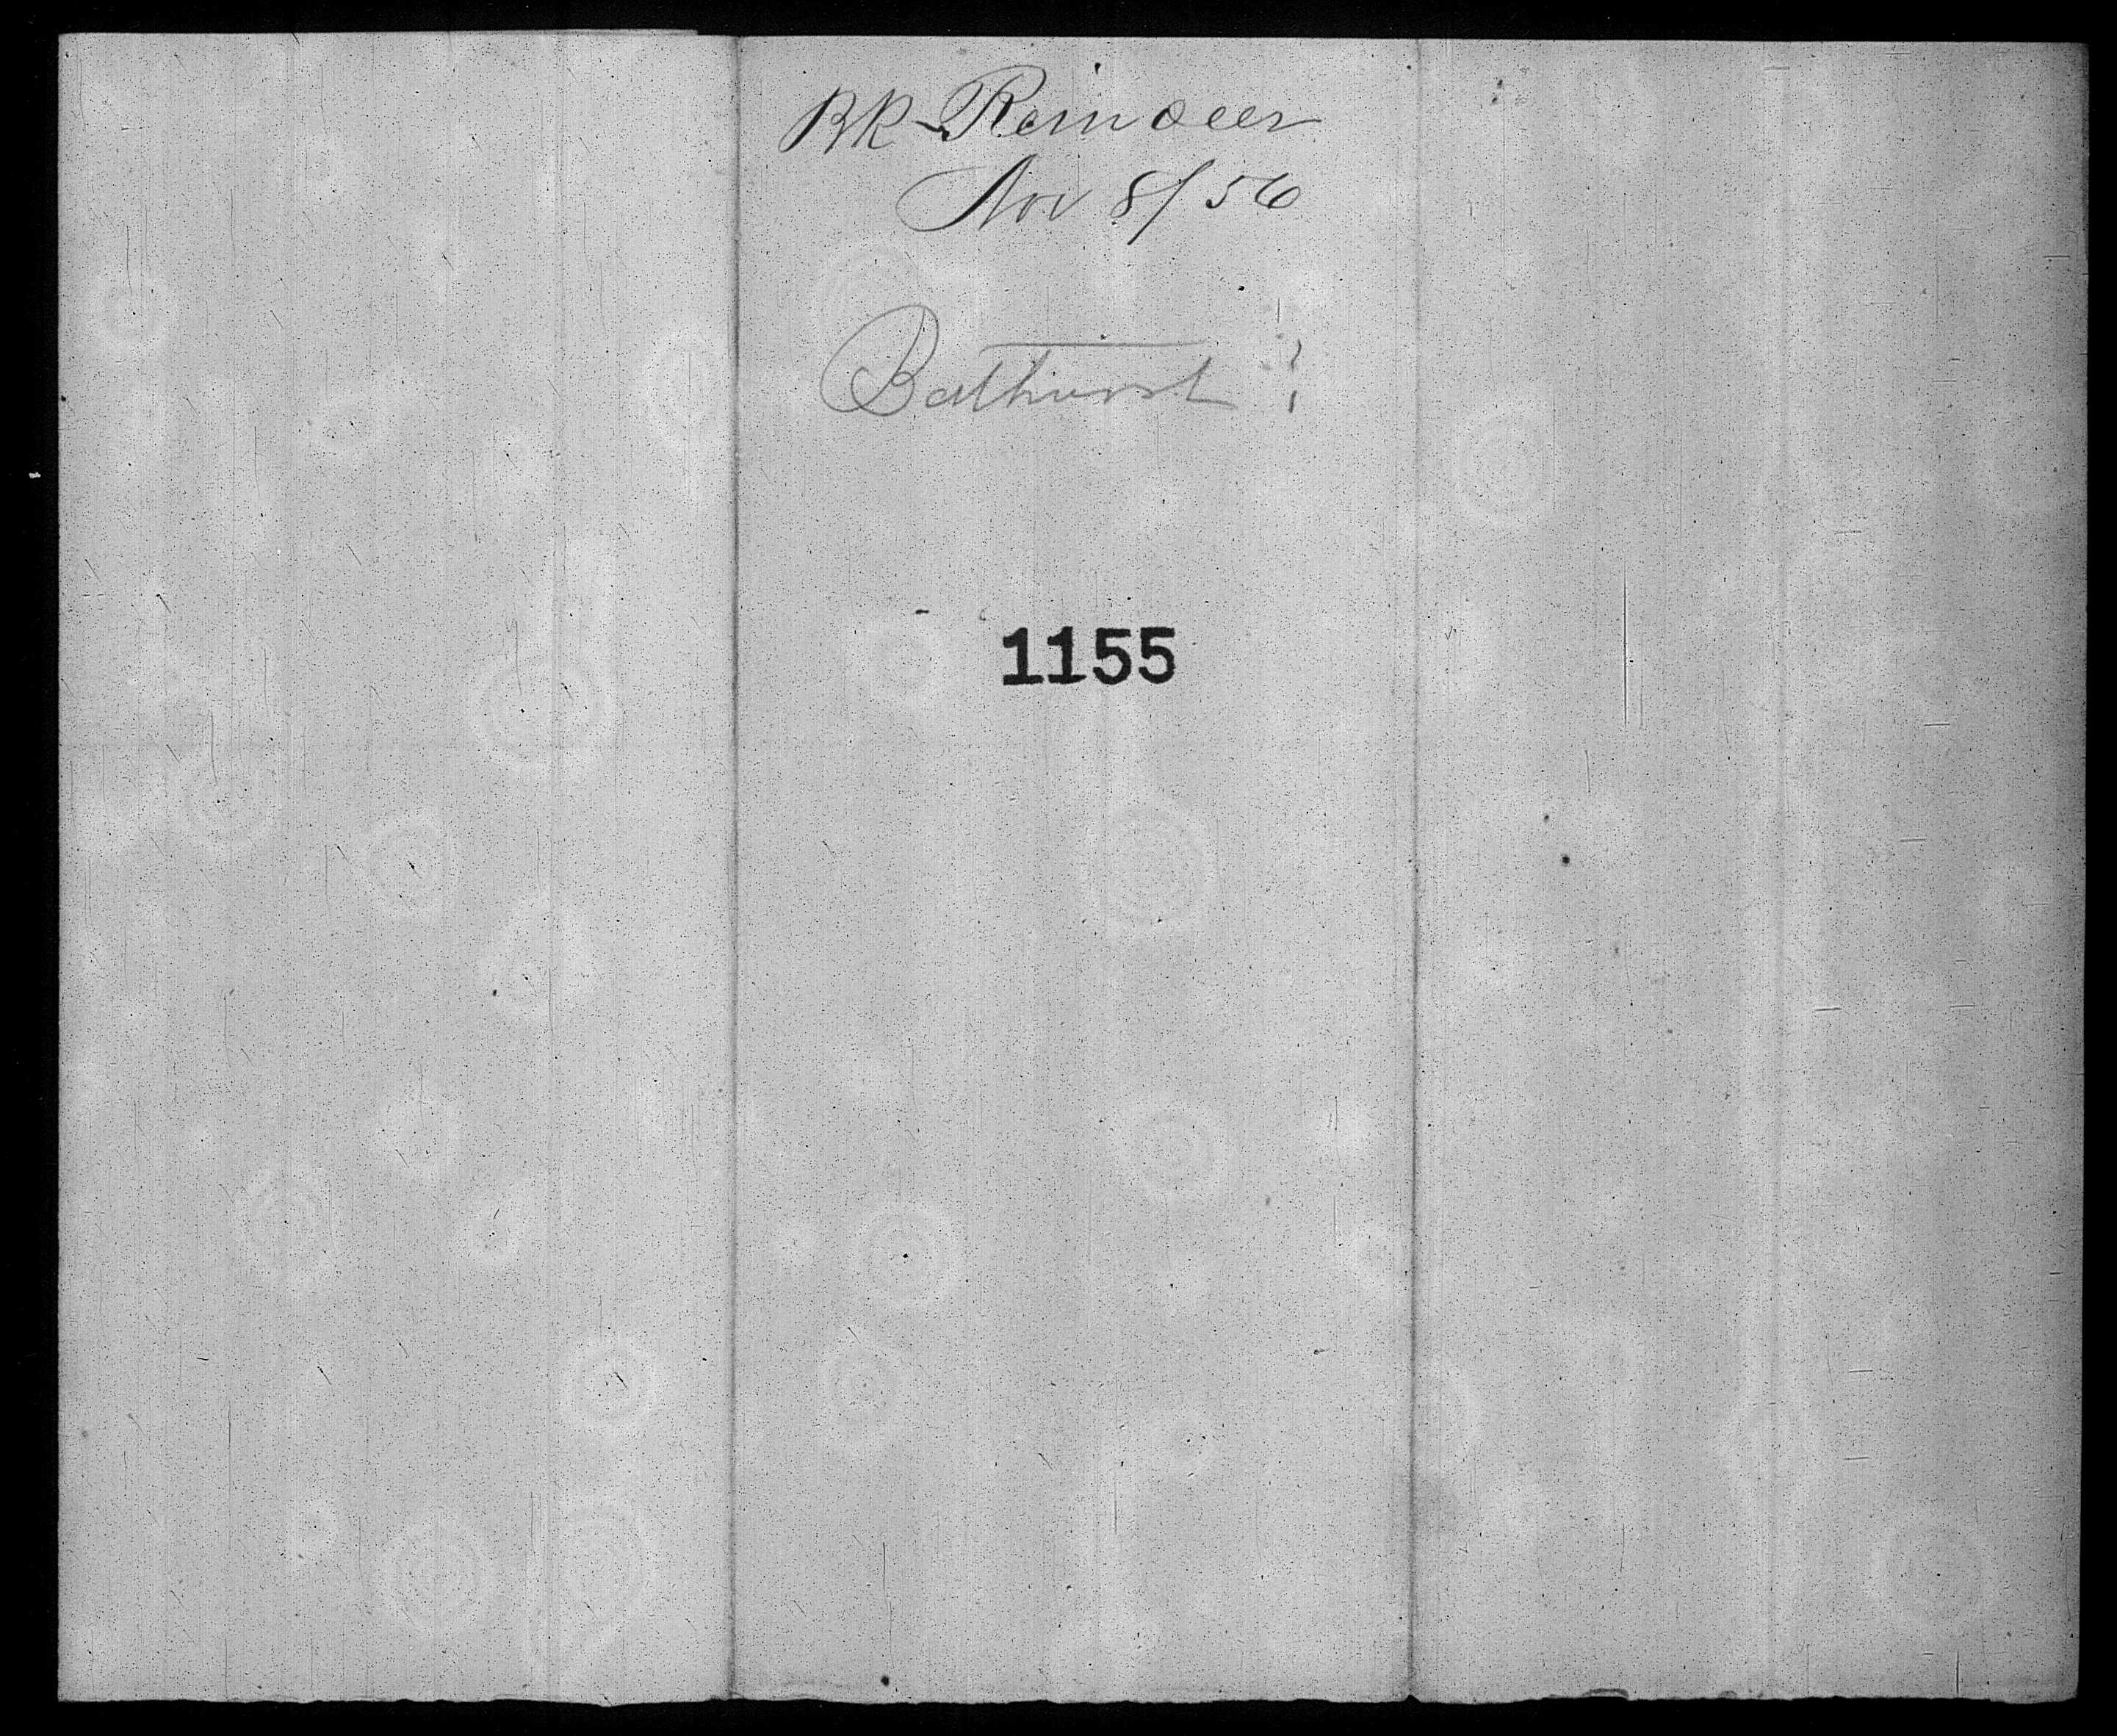 BK Reindeer
Nov 8/56
Bathurst ?
1155